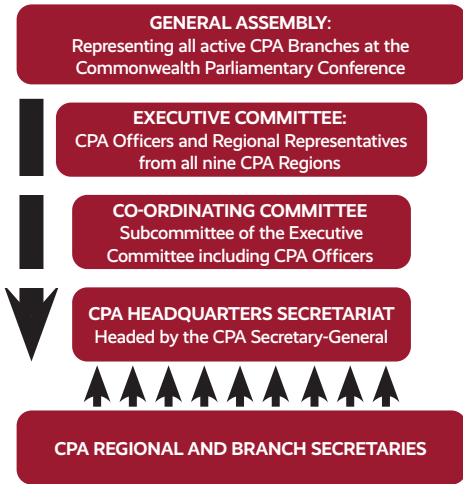 GENERAL ASSEMBLY:
Representing all active CPA Branches at the
Commonwealth Parliamentary Conference
EXECUTIVE COMMITTEE:
CPA Officers and Regional Representatives
from all nine CPA Regions
CO-ORDINATING COMMITTEE
Subcommittee of the Executive
Committee including CPA Officers
CPA HEADQUARTERS SECRETARIAT
Headed by the CPA Secretary-General
CPA REGIONAL AND BRANCH SECRETARIES